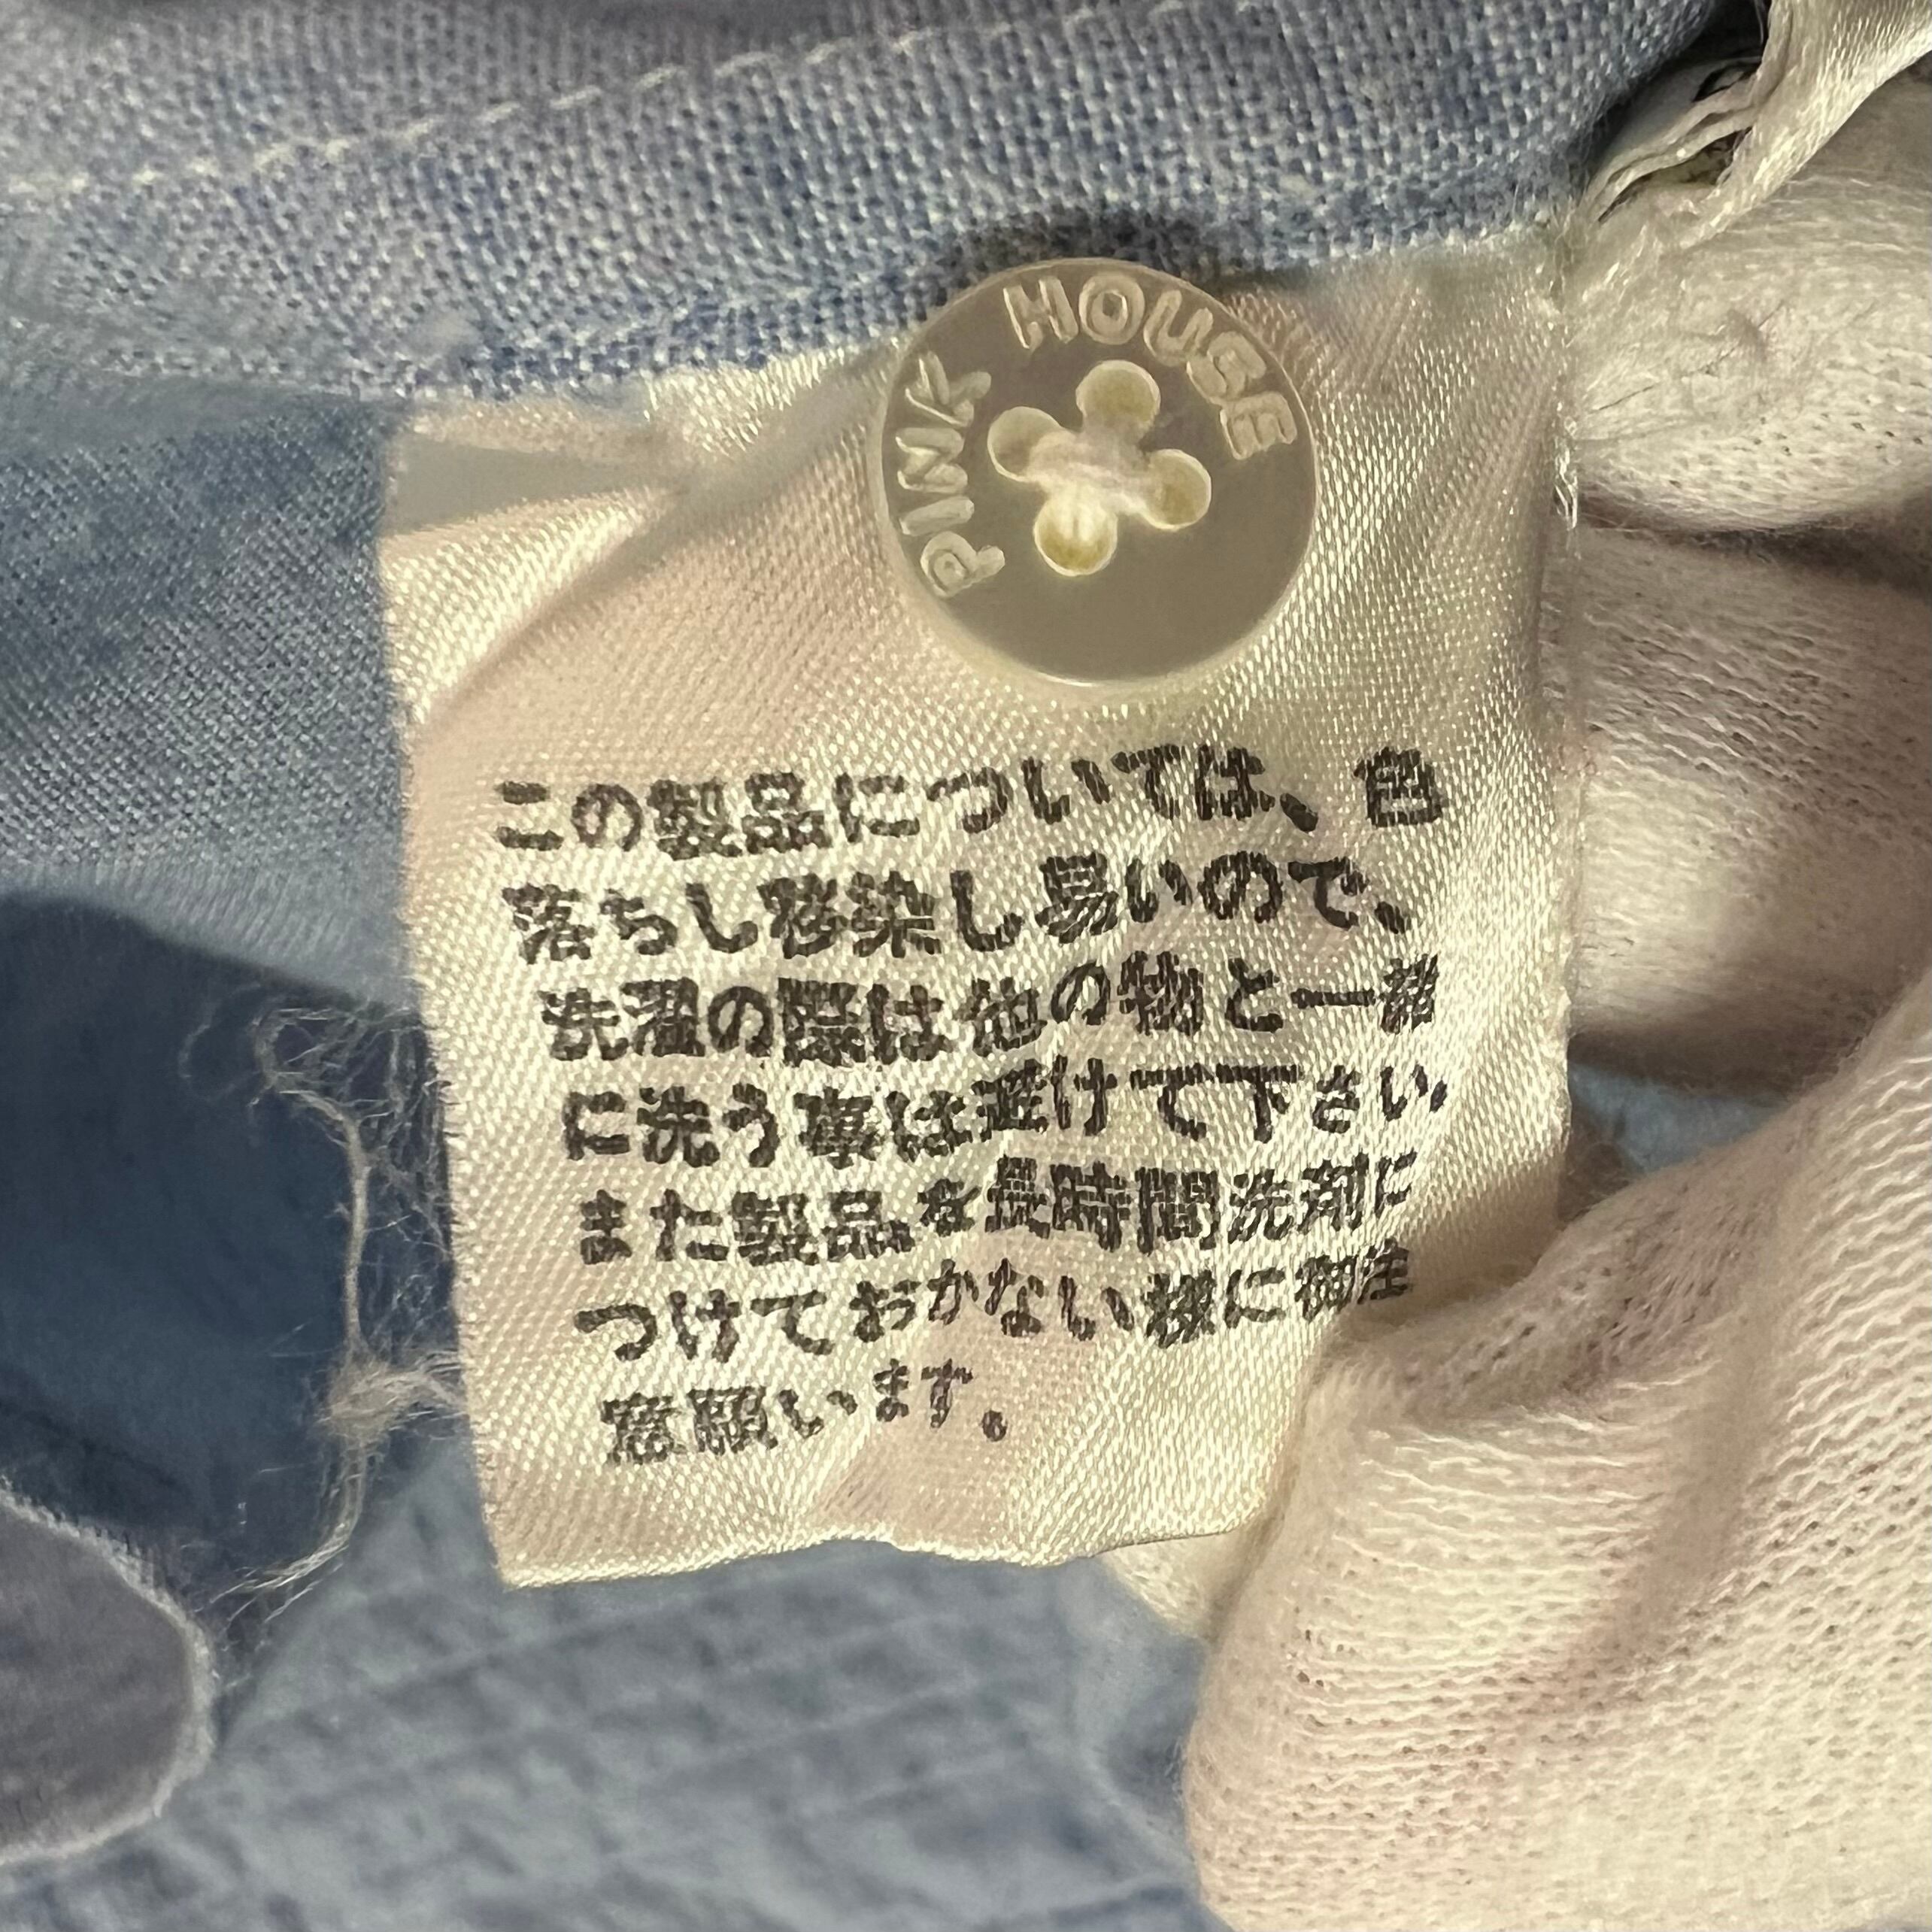 PINK HOUSE
この製品については、色
落ちし移染し易いので、
洗濯の際は他の物と一緒
に洗う事は避けて下さい。
また製品を長時間洗剤に
つけておかない様に御注
意願います。